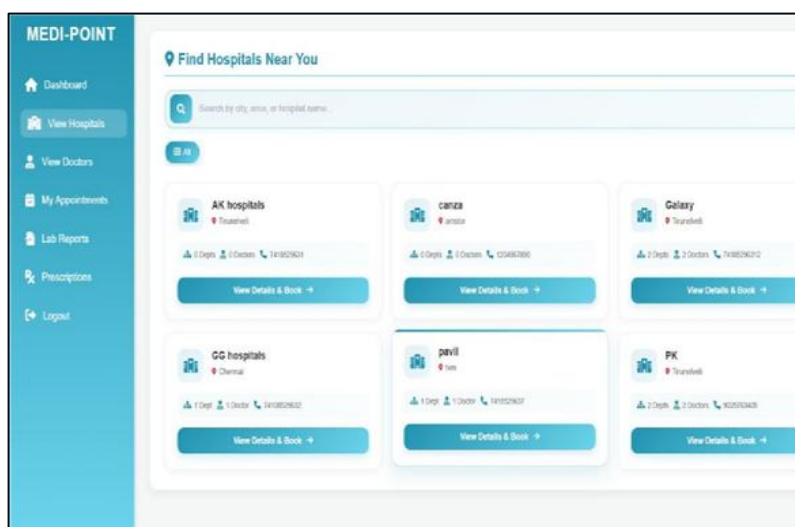 MEDI-POINT
Find Hospitals Near You
Dashboard
Search by city, area, or hospital name...
View Hospitals
All
View Doctors
My Appointments
Lab Reports
Prescriptions
Logout
AK hospitals
Tirunelveli
0 Depts 0 Doctors
View Details & Book →
canza
0 Depts 0 Doctors 1234567890
View Details & Book →
Galaxy
Tirunelveli
2 Depts 2 Doctors
View Details & Book →
GG hospitals
Chennai
1 Dept 1 Doctor
View Details & Book →
pavil
1 Dept 1 Doctor
View Details & Book →
PK
Tirunelveli
2 Depts 2 Doctors
View Details & Book →